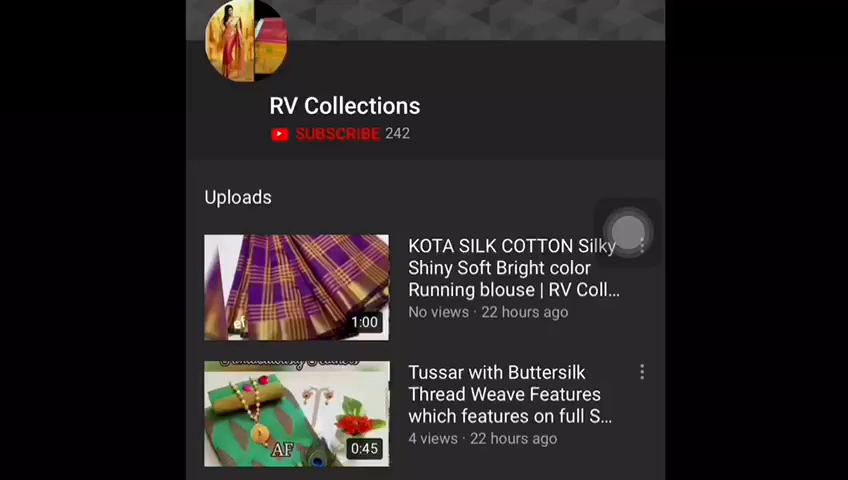 RV Collections
SUBSCRIBE 242
Uploads
KOTA SILK COTTON Silky
Shiny Soft Bright color
Running blouse | RV Coll...
No views · 22 hours ago
1:00
Tussar with Buttersilk
Thread Weave Features
which features on full S...
4 views · 22 hours ago
AF
0:45